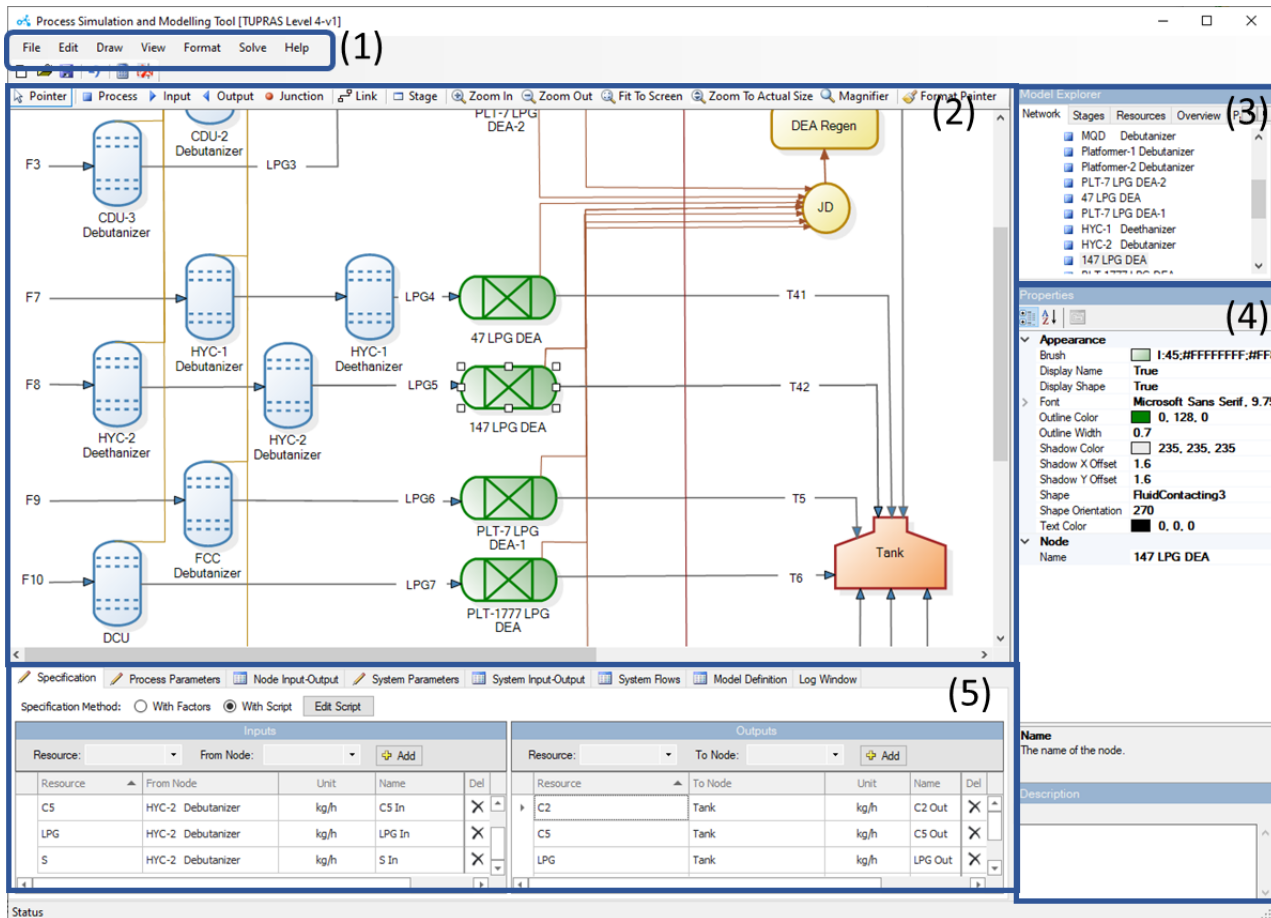 Process Simulation and Modelling Tool [TUPRAS Level 4-v1]
File Edit Draw View Format Solve Help
(1)
Pointer Process Input Output Junction Link Stage Zoom In Zoom Out Fit To Screen Zoom To Actual Size Magnifier Format Painter
(2)
PLT-7 LPG
DEA-2
DEA Regen
CDU-2
Debutanizer
F3
LPG3
CDU-3
Debutanizer
JD
F7
LPG4
T41
47 LPG DEA
HYC-1
Debutanizer
HYC-1
Deethanizer
F8
LPG5
T42
147 LPG DEA
HYC-2
Deethanizer
HYC-2
Debutanizer
F9
LPG6
T5
PLT-7 LPG
DEA-1
FCC
Debutanizer
Tank
F10
LPG7
T6
PLT-1777 LPG
DEA
DCU
Model Explorer
(3)
Network Stages Resources Overview
MQD Debutanizer
Platformer-1 Debutanizer
Platformer-2 Debutanizer
PLT-7 LPG DEA-2
47 LPG DEA
PLT-7 LPG DEA-1
HYC-1 Deethanizer
HYC-2 Debutanizer
147 LPG DEA
PLT-1777 LPG DEA
Properties
(4)
Appearance
Brush I:45;#FFFFFFFF;#FF
Display Name True
Display Shape True
Font Microsoft Sans Serif, 9.75
Outline Color 0, 128, 0
Outline Width 0.7
Shadow Color 235, 235, 235
Shadow X Offset 1.6
Shadow Y Offset 1.6
Shape FluidContacting3
Shape Orientation 270
Text Color 0, 0, 0
Node
Name 147 LPG DEA
Name
The name of the node.
Description
Specification Process Parameters Node Input-Output System Parameters System Input-Output System Flows Model Definition Log Window
(5)
Specification Method: With Factors With Script Edit Script
Inputs
Resource: From Node: Add
Resource From Node Unit Name Del
C5 HYC-2 Debutanizer kg/h C5 In
LPG HYC-2 Debutanizer kg/h LPG In
S HYC-2 Debutanizer kg/h S In
Outputs
Resource: To Node: Add
Resource To Node Unit Name Del
C2 Tank kg/h C2 Out
C5 Tank kg/h C5 Out
LPG Tank kg/h LPG Out
Status